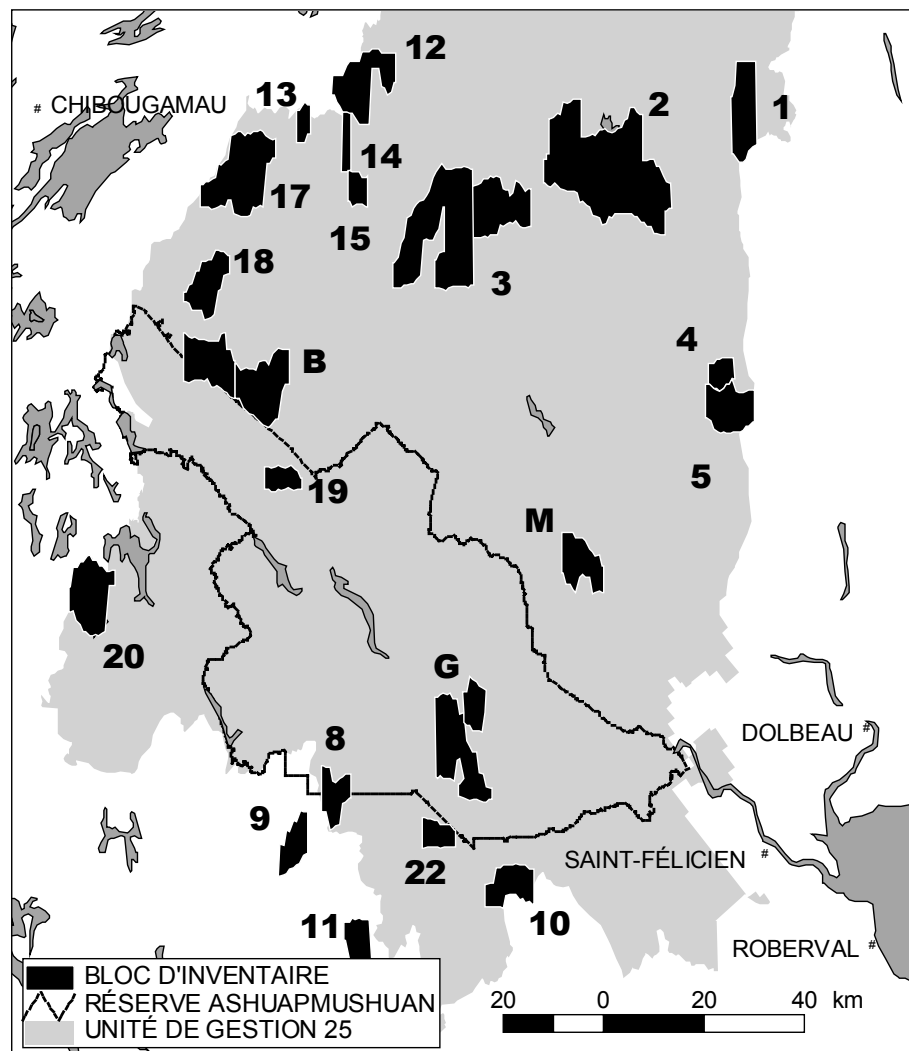 12
13
# CHIBOUGAMAU
2
1
14
17
15
18
3
4
B
19
5
M
20
G
DOLBEAU #
8
9
22
SAINT-FÉLICIEN #
10
11
ROBERVAL #
BLOC D'INVENTAIRE
RÉSERVE ASHUAPMUSHUAN
UNITÉ DE GESTION 25
20 0 20 40 km